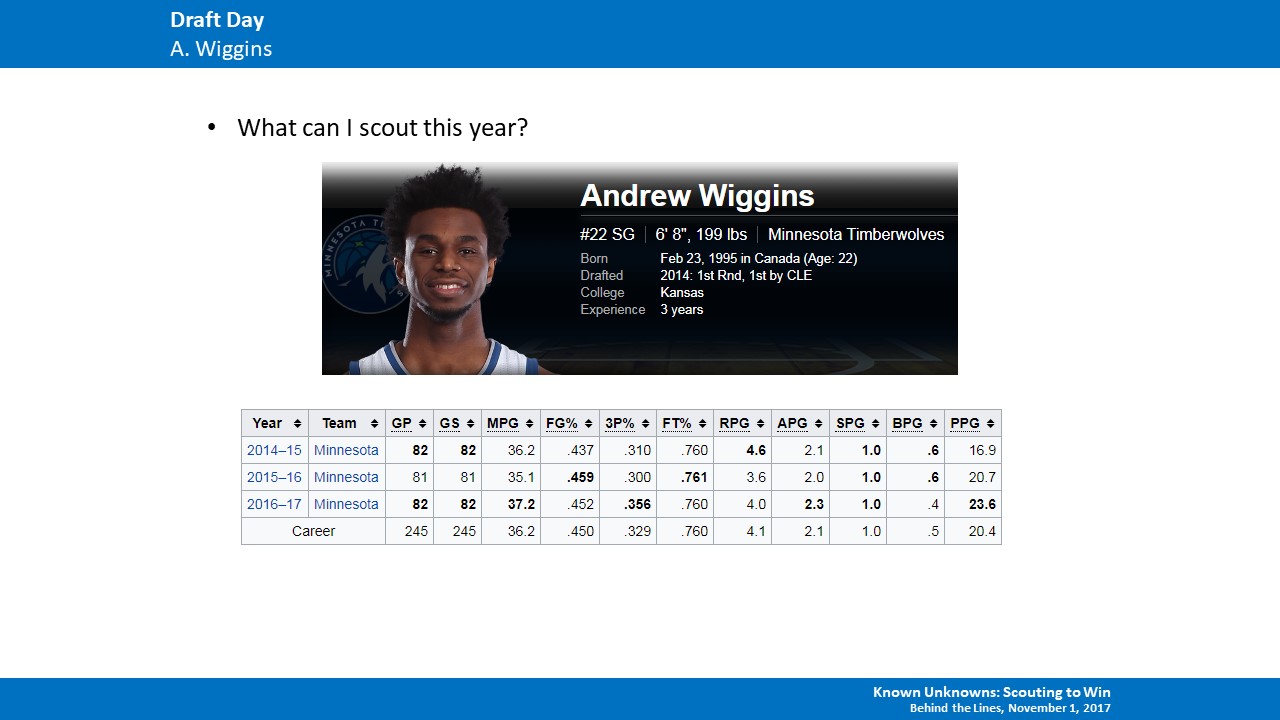 Draft Day
A. Wiggins
• What can I scout this year?
MINNESOTA TI
Andrew Wiggins
#22 SG 6' 8", 199 lbs Minnesota Timberwolves
Born Feb 23, 1995 in Canada (Age: 22)
Drafted 2014: 1st Rnd, 1st by CLE
College Kansas
Experience 3 years
Year Team GP GS MPG FG% 3P% FT% RPG APG SPG BPG PPG
2014–15 Minnesota 82 82 36.2 .437 .310 .760 4.6 2.1 1.0 .6 16.9
2015–16 Minnesota 81 81 35.1 .459 .300 .761 3.6 2.0 1.0 .6 20.7
2016–17 Minnesota 82 82 37.2 .452 .356 .760 4.0 2.3 1.0 .4 23.6
Career 245 245 36.2 .450 .329 .760 4.1 2.1 1.0 .5 20.4
Known Unknowns: Scouting to Win
Behind the Lines, November 1, 2017